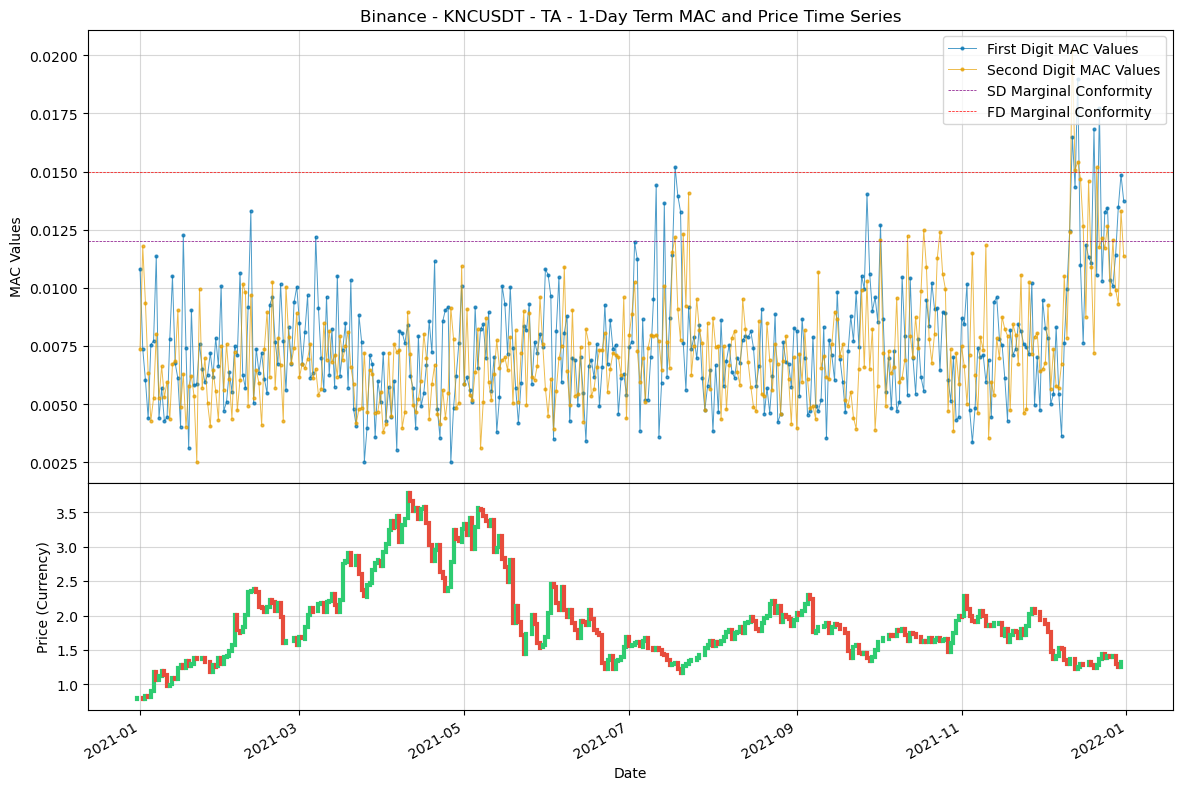 Binance - KNCUSDT - TA - 1-Day Term MAC and Price Time Series
First Digit MAC Values
Second Digit MAC Values
SD Marginal Conformity
FD Marginal Conformity
MAC Values
0.0200
0.0175
0.0150
0.0125
0.0100
0.0075
0.0050
0.0025
Price (Currency)
3.5
3.0
2.5
2.0
1.5
1.0
2021-01
2021-03
2021-05
2021-07
2021-09
2021-11
2022-01
Date